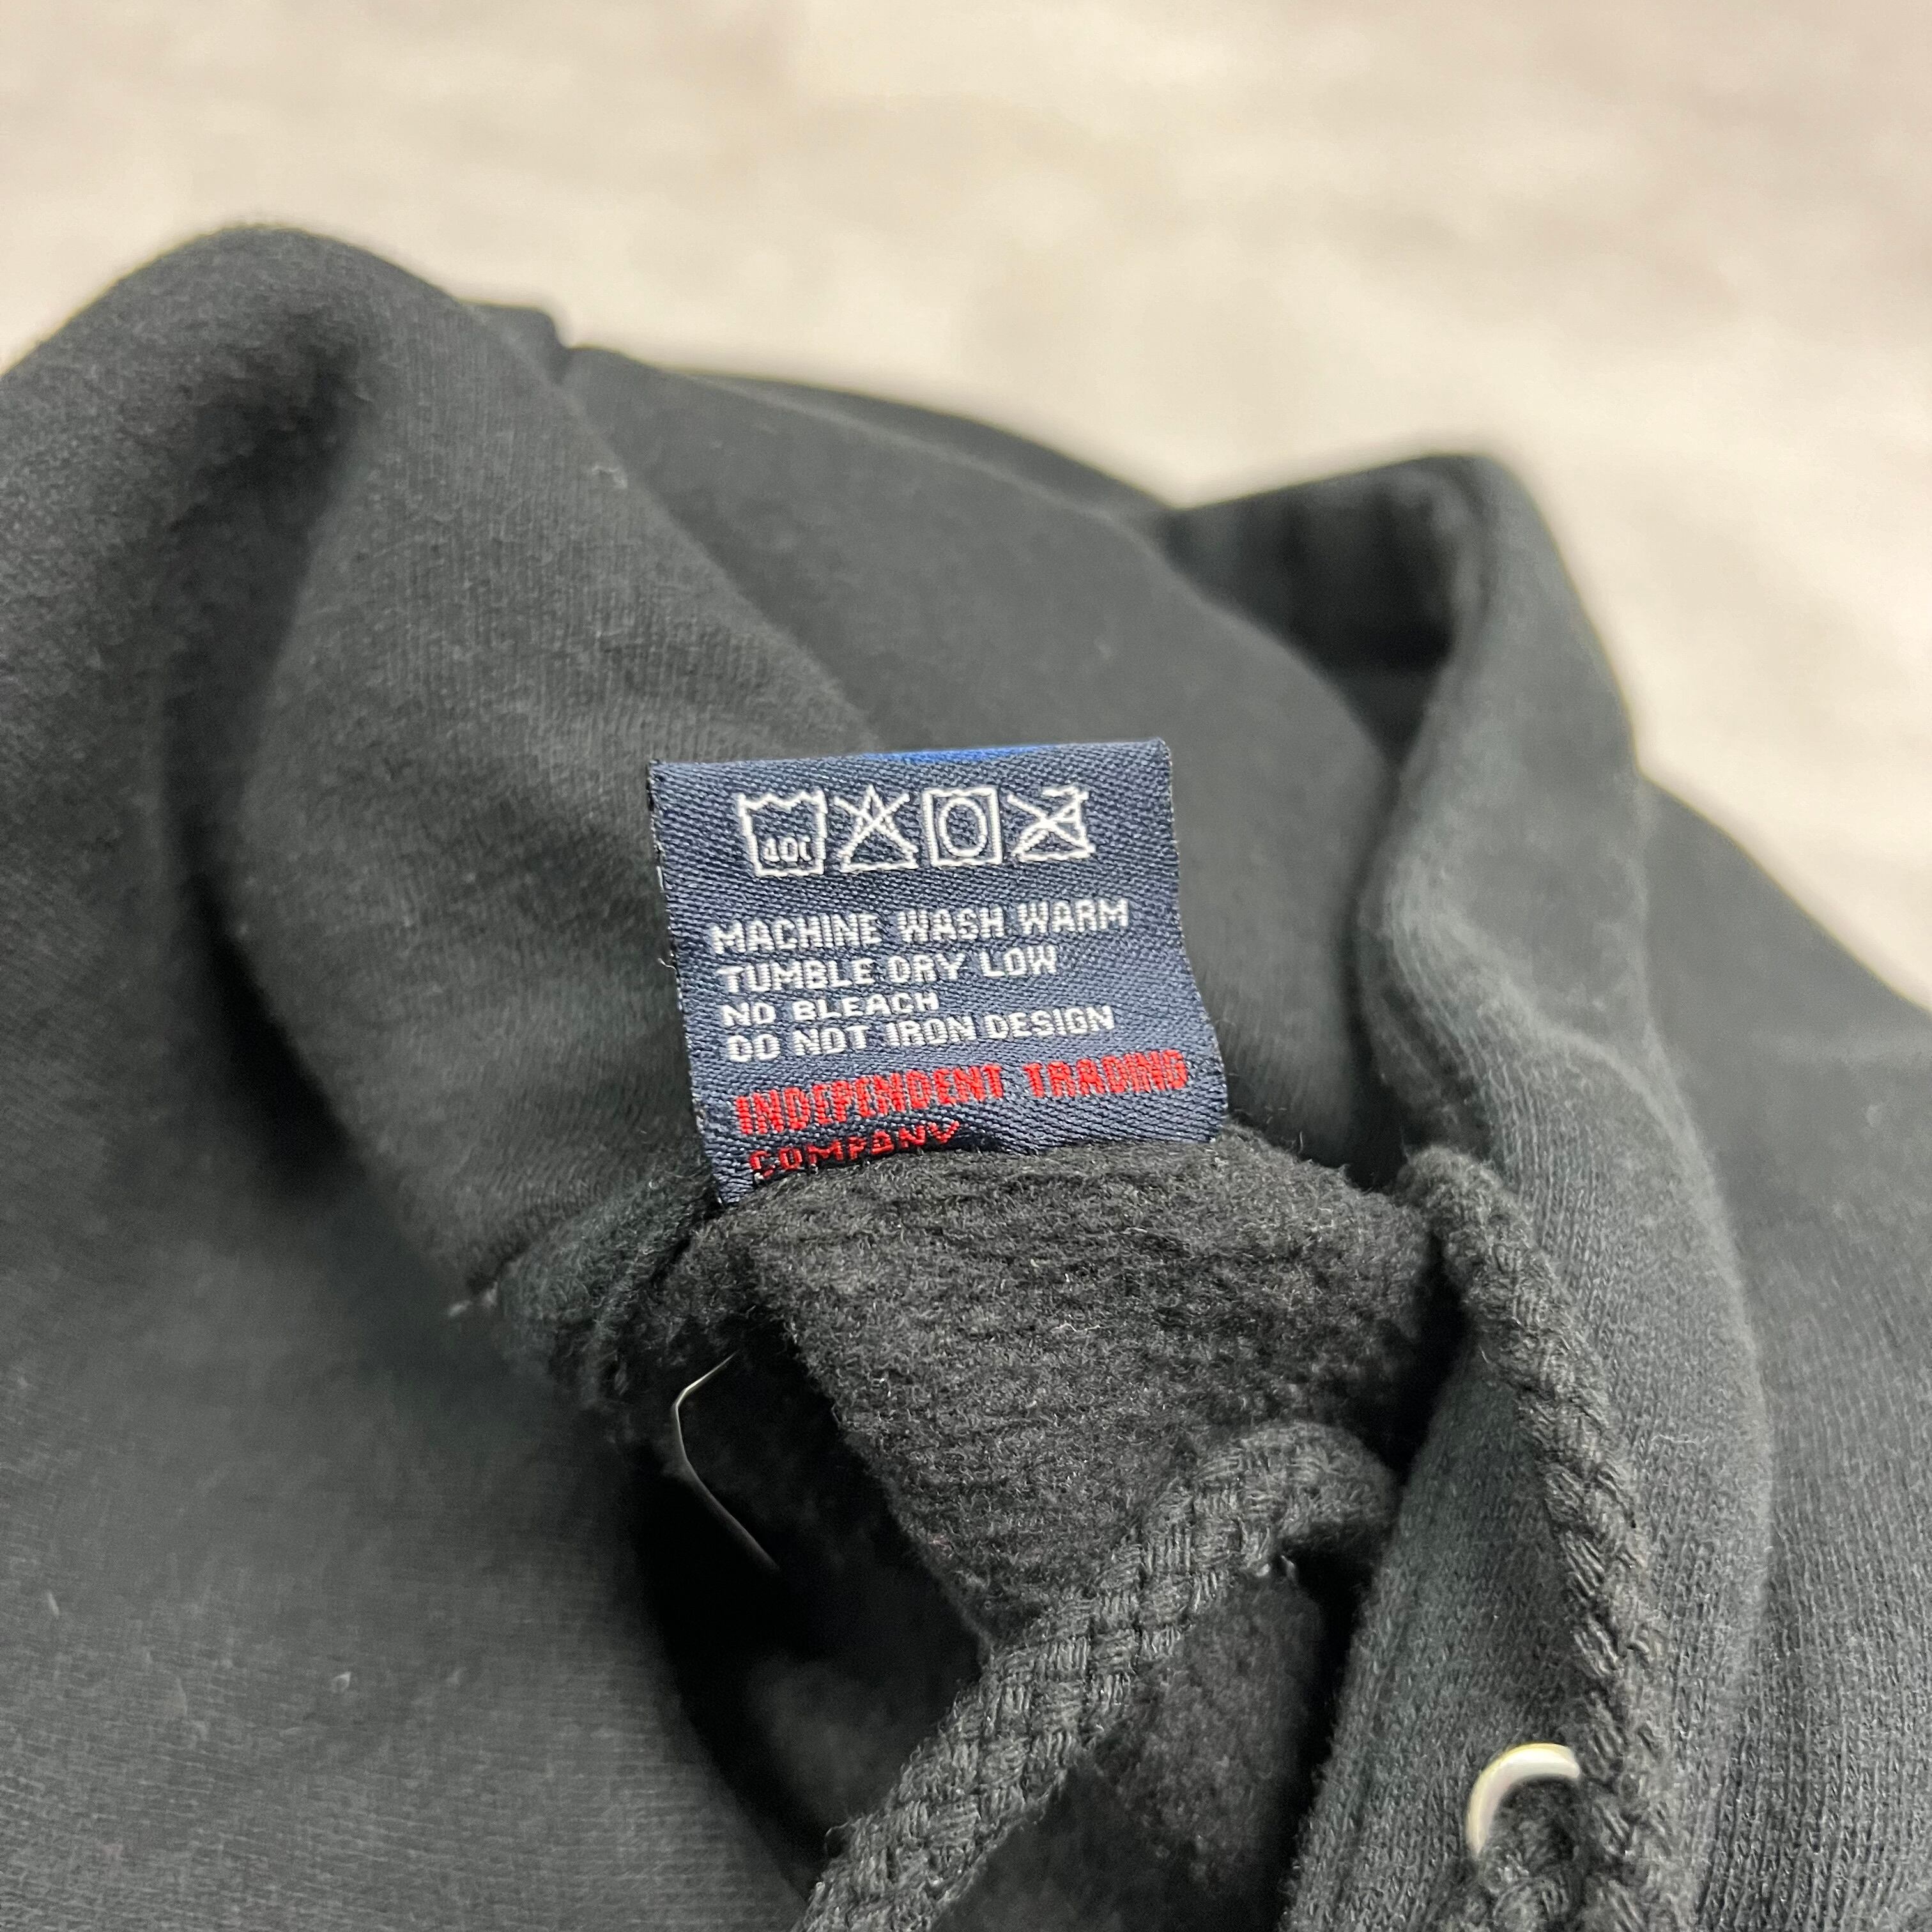 40C
MACHINE WASH WARM
TUMBLE DRY LOW
NO BLEACH
DO NOT IRON DESIGN
INDEPENDENT TRADING
COMPANY